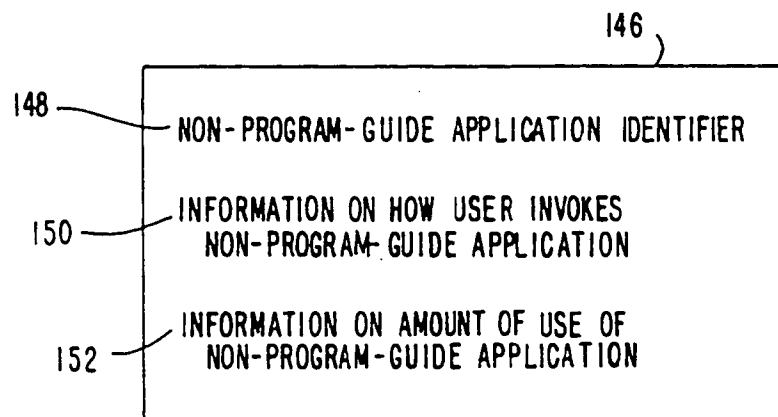 146
148
NON-PROGRAM-GUIDE APPLICATION IDENTIFIER
150
INFORMATION ON HOW USER INVOKES
NON-PROGRAM-GUIDE APPLICATION
152
INFORMATION ON AMOUNT OF USE OF
NON-PROGRAM-GUIDE APPLICATION